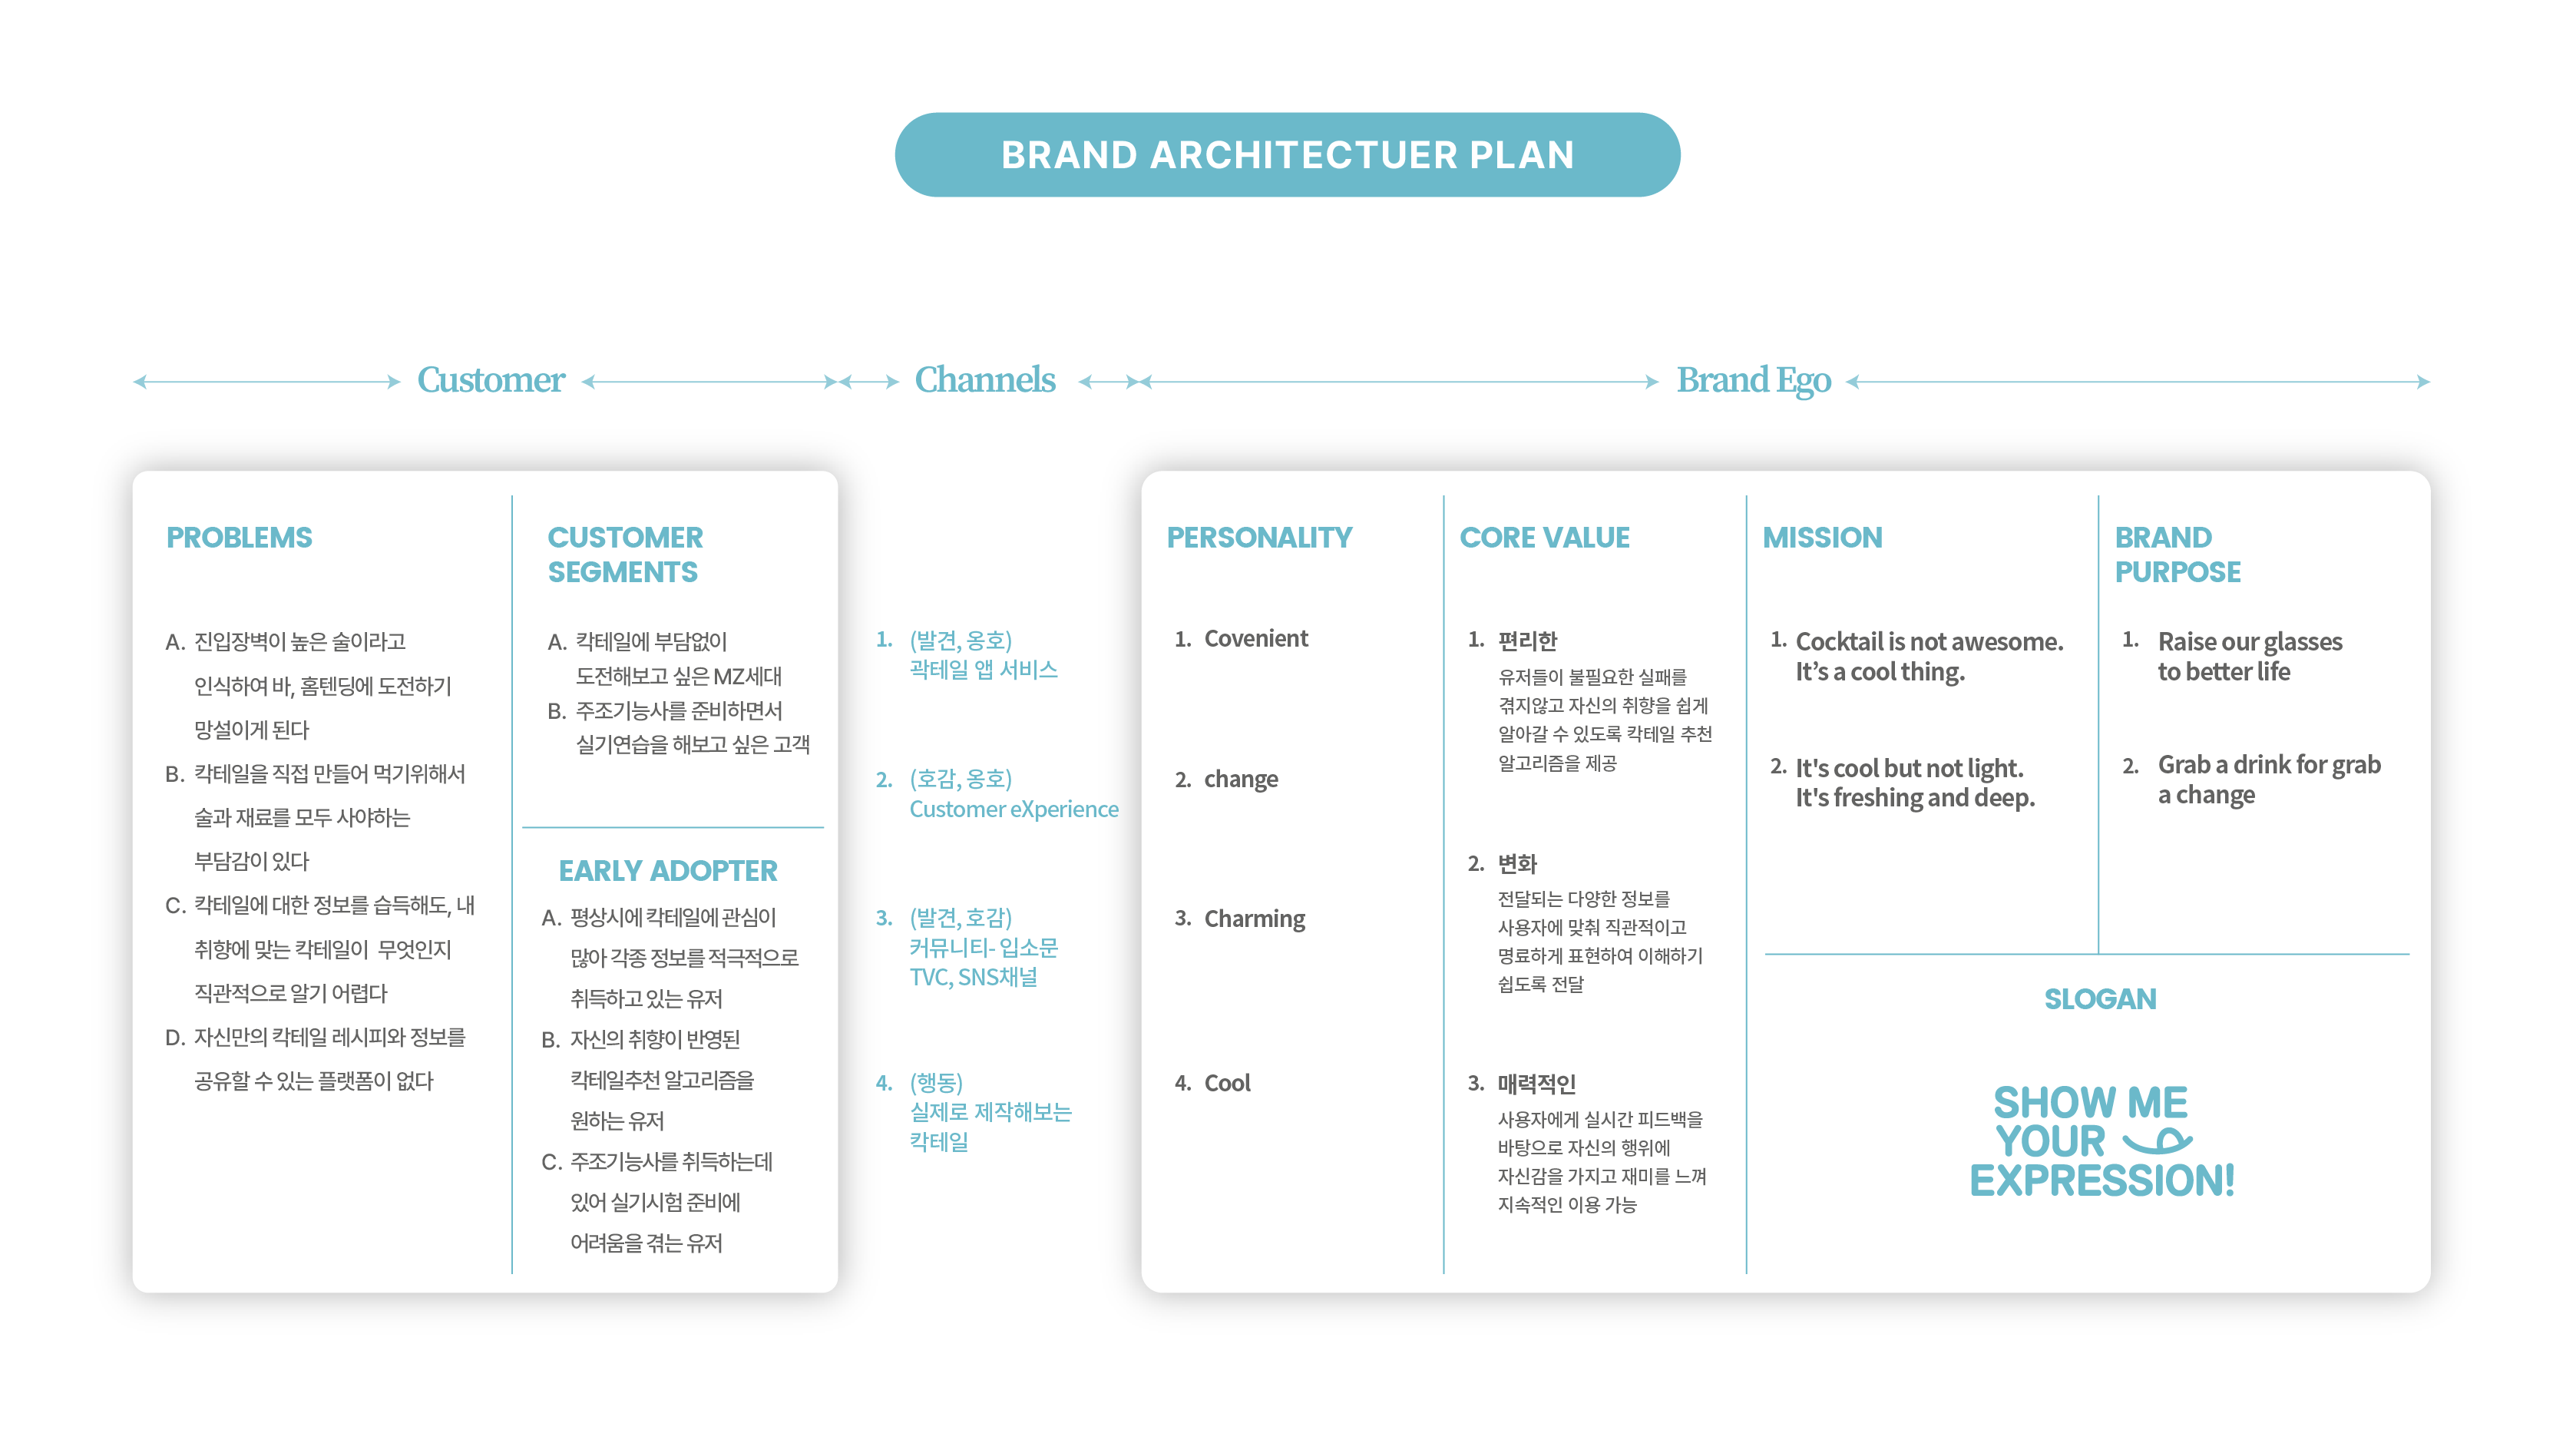 BRAND ARCHITECTUER PLAN
Customer
Channels
Brand Ego
PROBLEMS
A. 진입장벽이 높은 술이라고
인식하여 바, 홈텐딩에 도전하기
망설이게 된다
B. 칵테일을 직접 만들어 먹기위해서
술과 재료를 모두 사야하는
부담감이 있다
C. 칵테일에 대한 정보를 습득해도, 내
취향에 맞는 칵테일이 무엇인지
직관적으로 알기 어렵다
D. 자신만의 칵테일 레시피와 정보를
공유할 수 있는 플랫폼이 없다
CUSTOMER
SEGMENTS
A. 칵테일에 부담없이
도전해보고 싶은 MZ세대
B. 주조기능사를 준비하면서
실기연습을 해보고 싶은 고객
EARLY ADOPTER
A. 평상시에 칵테일에 관심이
많아 각종 정보를 적극적으로
취득하고 있는 유저
B. 자신의 취향이 반영된
칵테일추천 알고리즘을
원하는 유저
C. 주조기능사를 취득하는데
있어 실기시험 준비에
어려움을 겪는 유저
1. (발견, 옹호)
콱테일 앱 서비스
2. (호감, 옹호)
Customer eXperience
3. (발견, 호감)
커뮤니티- 입소문
TVC, SNS채널
4. (행동)
실제로 제작해보는
칵테일
PERSONALITY
1. Covenient
2. change
3. Charming
4. Cool
CORE VALUE
1. 편리한
유저들이 불필요한 실패를
겪지않고 자신의 취향을 쉽게
알아갈 수 있도록 칵테일 추천
알고리즘을 제공
2. 변화
전달되는 다양한 정보를
사용자에 맞춰 직관적이고
명료하게 표현하여 이해하기
쉽도록 전달
3. 매력적인
사용자에게 실시간 피드백을
바탕으로 자신의 행위에
자신감을 가지고 재미를 느껴
지속적인 이용 가능
MISSION
1. Cocktail is not awesome.
It's a cool thing.
2. It's cool but not light.
It's freshing and deep.
BRAND
PURPOSE
1. Raise our glasses
to better life
2. Grab a drink for grab
a change
SLOGAN
SHOW ME
YOUR
EXPRESSION!